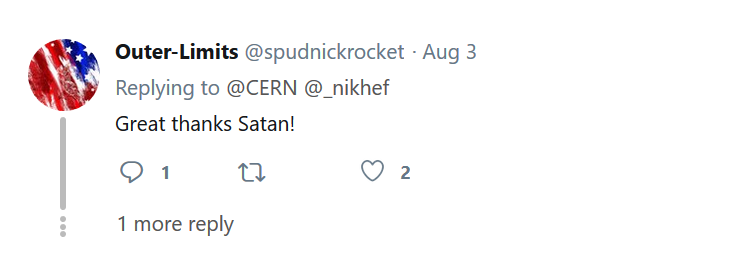 Outer-Limits @spudnickrocket · Aug 3
Replying to @CERN @_nikhef
Great thanks Satan!
1 2
1 more reply